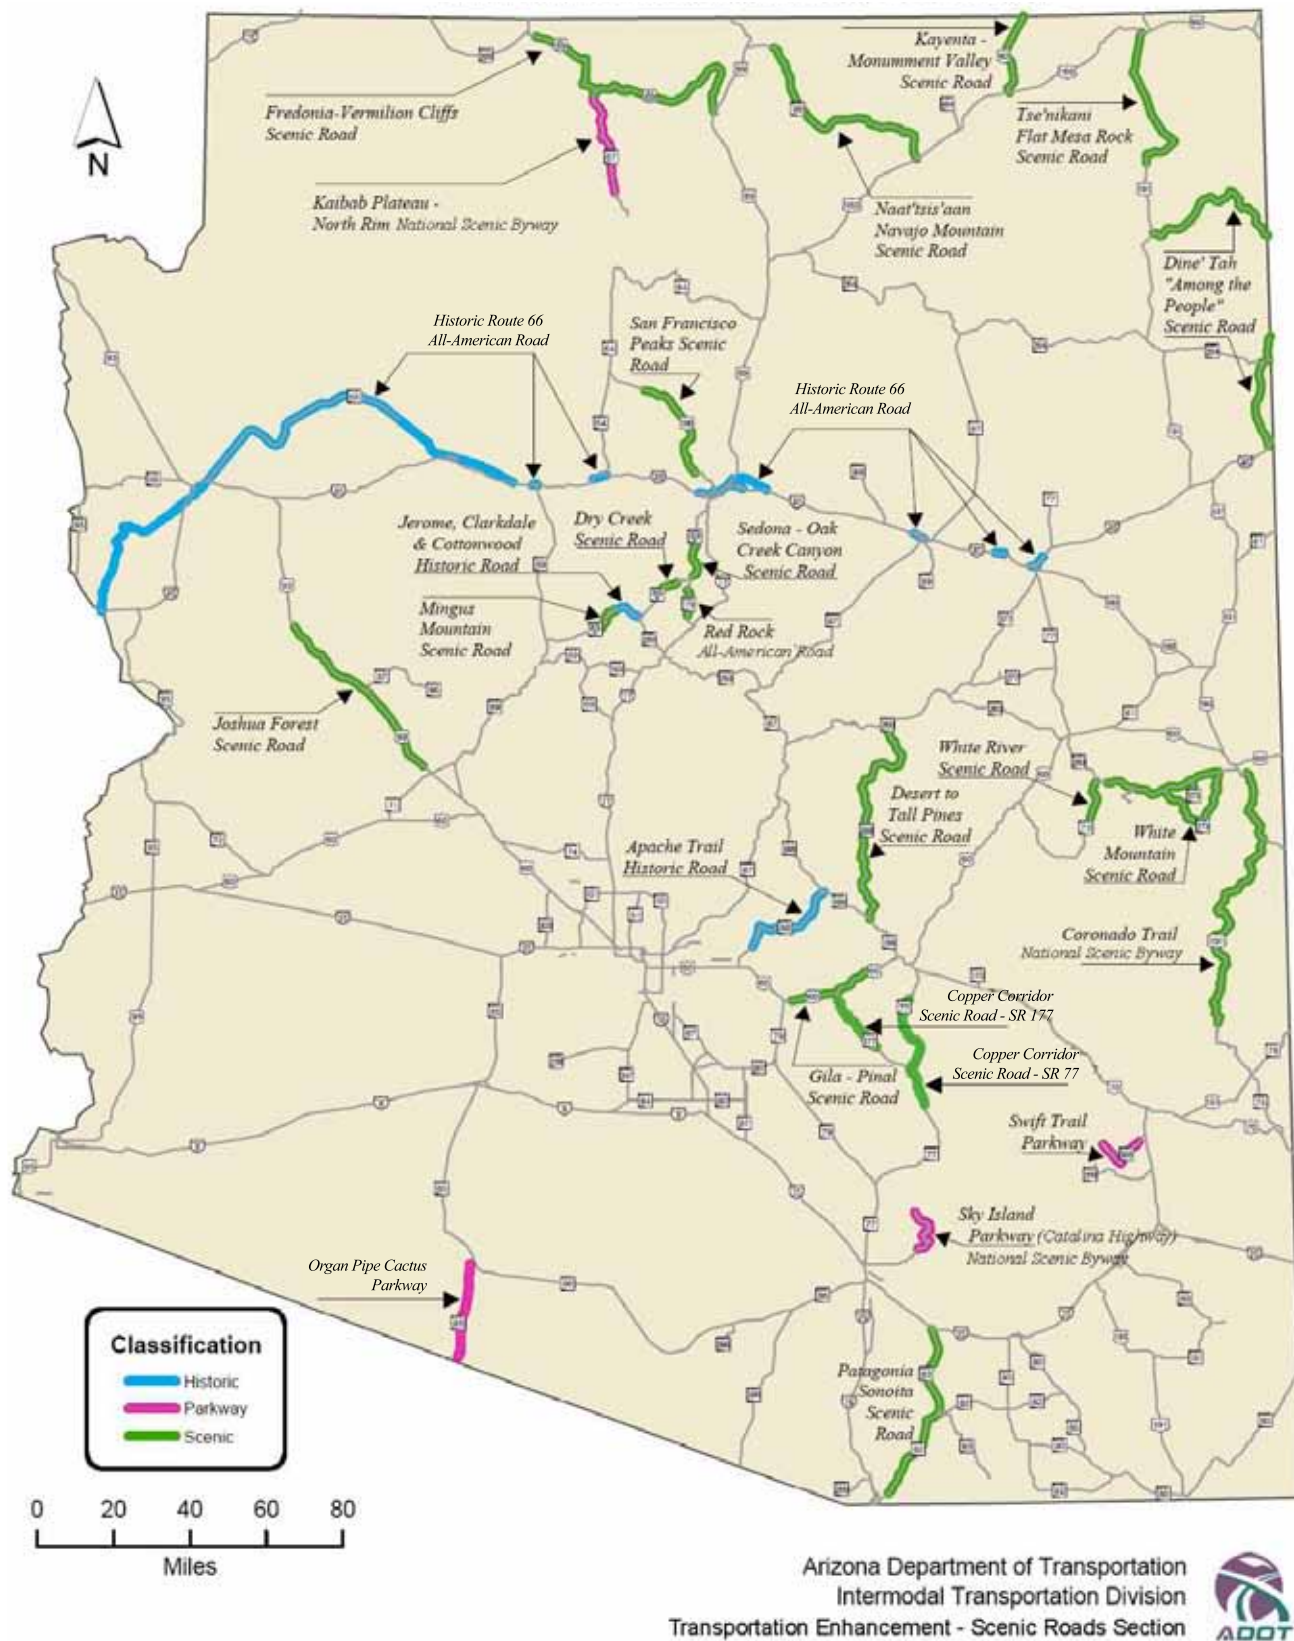 Kayenta -
Monumment Valley
Scenic Road
Fredonia-Vermilion Cliffs
Scenic Road
Tse'nikani
Flat Mesa Rock
Scenic Road
N
Kaibab Plateau -
North Rim National Scenic Byway
Naat'tsis'aan
Navajo Mountain
Scenic Road
Dine' Tah
"Among the
People"
Scenic Road
Historic Route 66
All-American Road
San Francisco
Peaks Scenic
Road
Historic Route 66
All-American Road
Jerome, Clarkdale
& Cottonwood
Historic Road
Dry Creek
Scenic Road
Sedona - Oak
Creek Canyon
Scenic Road
Mingus
Mountain
Scenic Road
Red Rock
All-American Road
Joshua Forest
Scenic Road
White River
Scenic Road
Desert to
Tall Pines
Scenic Road
White
Mountain
Scenic Road
Apache Trail
Historic Road
Coronado Trail
National Scenic Byway
Copper Corridor
Scenic Road - SR 177
Copper Corridor
Scenic Road - SR 77
Gila - Pinal
Scenic Road
Swift Trail
Parkway
Sky Island
Parkway (Catalina Highway)
National Scenic Byway
Organ Pipe Cactus
Parkway
Patagonia
Sonoita
Scenic
Road
Classification
Historic
Parkway
Scenic
0 20 40 60 80
Miles
Arizona Department of Transportation
Intermodal Transportation Division
Transportation Enhancement - Scenic Roads Section
ADOT